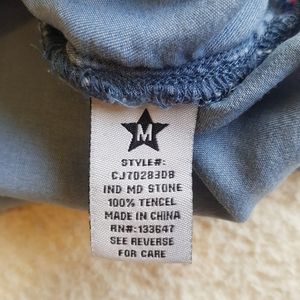 M
STYLE#:
CJ70283DB
IND MD STONE
100% TENCEL
MADE IN CHINA
RN#:133647
SEE REVERSE
FOR CARE